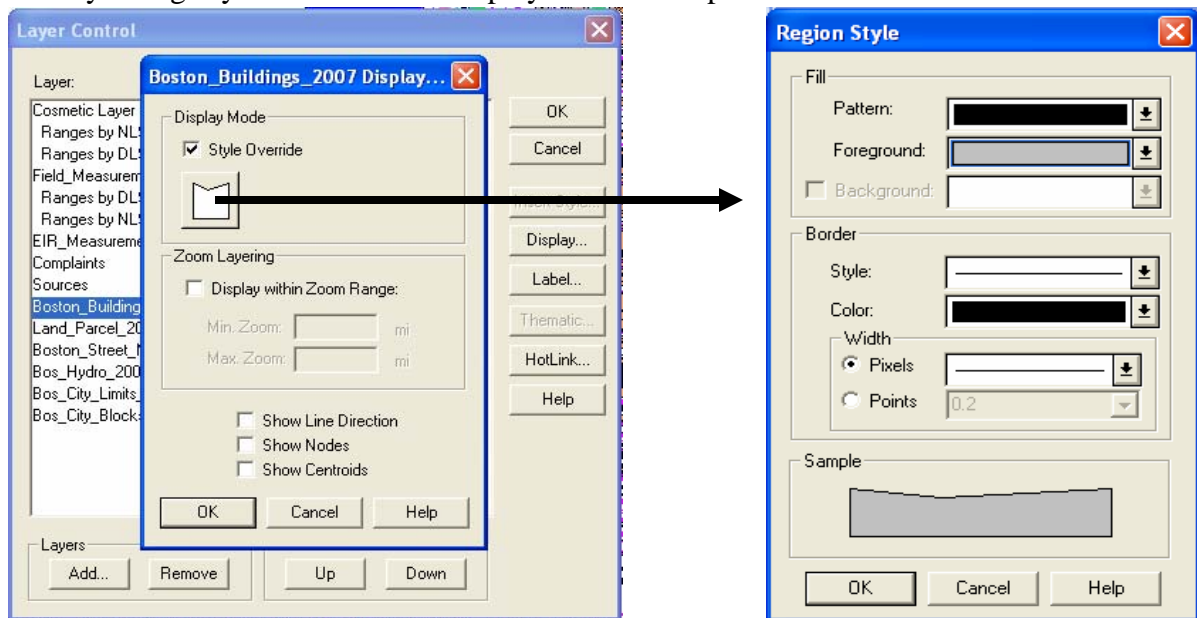 Layer Control
Layer:
Cosmetic Layer
Ranges by NL
Ranges by DL
Field_Measurem
Ranges by DL
Ranges by NL
EIR_Measureme
Complaints
Sources
Boston_Building
Land_Parcel_20
Boston_Street_
Bos_Hydro_200
Bos_City_Limits_
Bos_City_Block
Layers
Add...
Remove
Up
Down
OK
Cancel
Display...
Label...
Thematic...
HotLink...
Help
Boston_Buildings_2007 Display...
Display Mode
Style Override
Zoom Layering
Display within Zoom Range:
Min. Zoom: mi
Max. Zoom: mi
Show Line Direction
Show Nodes
Show Centroids
OK
Cancel
Help
Region Style
Fill
Pattern:
Foreground:
Background:
Border
Style:
Color:
Width
Pixels
Points 0.2
Sample
OK
Cancel
Help